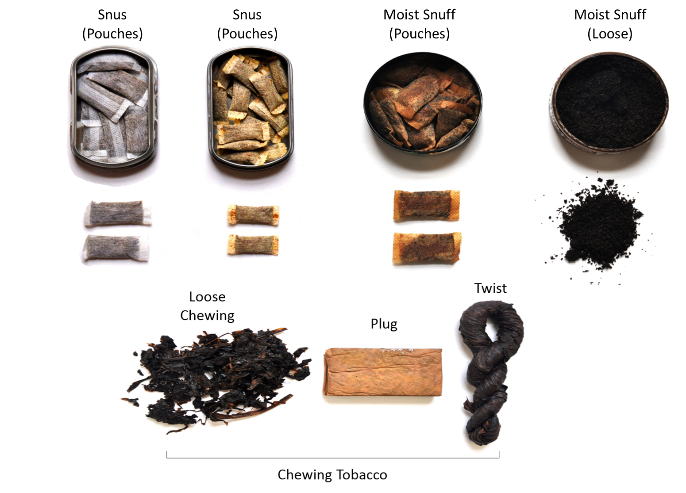 Snus
(Pouches)
Snus
(Pouches)
Moist Snuff
(Pouches)
Moist Snuff
(Loose)
Loose
Chewing
Plug
Twist
Chewing Tobacco